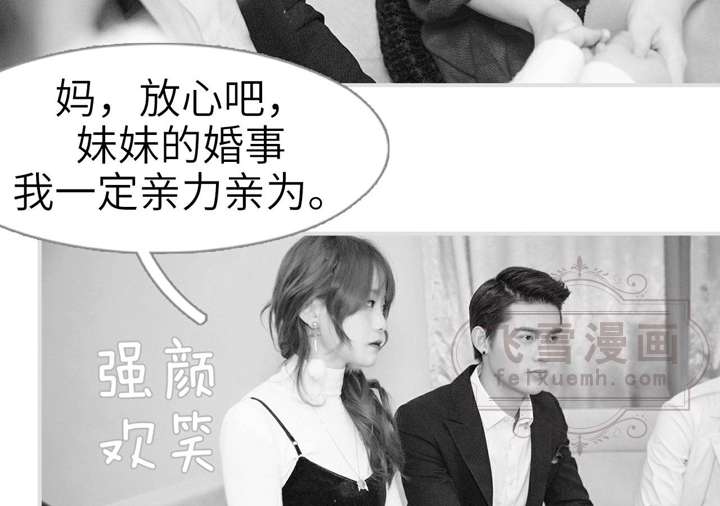 妈，放心吧，
妹妹的婚事
我一定亲力亲为。
强颜
欢笑
飞雪漫画
feixuemh.com